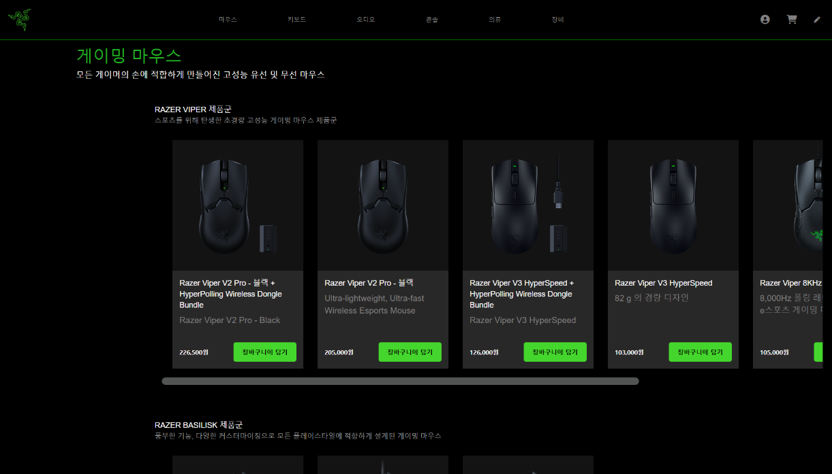 마우스 키보드 오디오 콘솔 의류 장비
게이밍 마우스
모든 게이머의 손에 적합하게 만들어진 고성능 유선 및 무선 마우스
RAZER VIPER 제품군
스포츠를 위해 탄생한 초경량 고성능 게이밍 마우스 제품군
Razer Viper V2 Pro - 블랙 +
HyperPolling Wireless Dongle
Bundle
Razer Viper V2 Pro - Black
226,500원 장바구니에 담기
Razer Viper V2 Pro - 블랙
Ultra-lightweight, Ultra-fast
Wireless Esports Mouse
205,000원 장바구니에 담기
Razer Viper V3 HyperSpeed +
HyperPolling Wireless Dongle
Bundle
Razer Viper V3 HyperSpeed
126,000원 장바구니에 담기
Razer Viper V3 HyperSpeed
82 g 의 경량 디자인
103,000원 장바구니에 담기
Razer Viper 8KHz
8,000Hz 폴링
e스포츠 게이밍
105,000원
RAZER BASILISK 제품군
풍부한 기능, 다양한 커스터마이징으로 모든 플레이스타일에 적합하게 설계된 게이밍 마우스